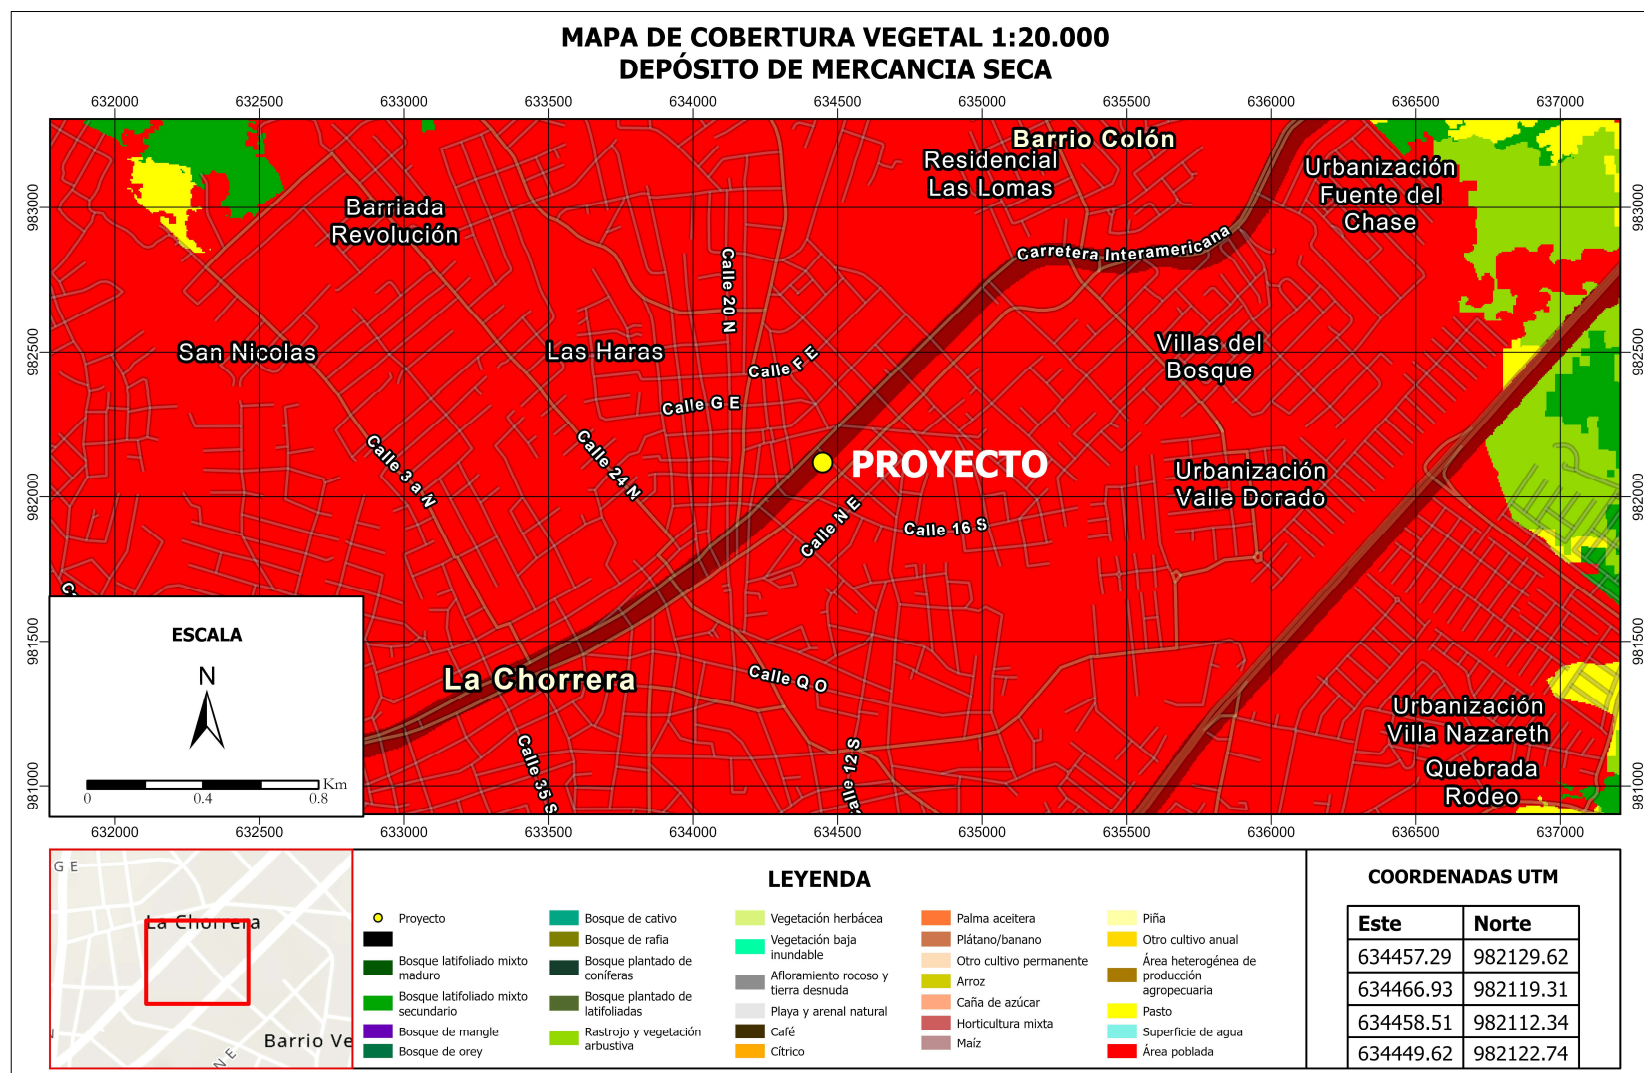 MAPA DE COBERTURA VEGETAL 1:20.000
DEPÓSITO DE MERCANCIA SECA
632000 632500 633000 633500 634000 634500 635000 635500 636000 636500 637000
983000
982500
982000
981500
981000
983000
982500
982000
981500
981000
Barrio Colón
Residencial
Las Lomas
Urbanización
Fuente del
Chase
Barriada
Revolución
Carretera Interamericana
Calle 20 N
San Nicolas
Las Haras
Calle F E
Villas del
Bosque
Calle G E
Calle 3 a N
Calle 24 N
PROYECTO
Urbanización
Valle Dorado
Calle N E
Calle 16 S
La Chorrera
Calle Q O
Calle 35 S
alle 12 S
Urbanización
Villa Nazareth
Quebrada
Rodeo
ESCALA
N
Km
0 0.4 0.8
632000 632500 633000 633500 634000 634500 635000 635500 636000 636500 637000
G E
La Chorrera
Barrio Ve
N E
LEYENDA
Proyecto
Bosque latifoliado mixto
maduro
Bosque latifoliado mixto
secundario
Bosque de mangle
Bosque de orey
Bosque de cativo
Bosque de rafia
Bosque plantado de
coníferas
Bosque plantado de
latifoliadas
Rastrojo y vegetación
arbustiva
Vegetación herbácea
Vegetación baja
inundable
Afloramiento rocoso y
tierra desnuda
Playa y arenal natural
Café
Cítrico
Palma aceitera
Plátano/banano
Otro cultivo permanente
Arroz
Caña de azúcar
Horticultura mixta
Maíz
Piña
Otro cultivo anual
Área heterogénea de
producción
agropecuaria
Pasto
Superficie de agua
Área poblada
COORDENADAS UTM
Este Norte
634457.29 982129.62
634466.93 982119.31
634458.51 982112.34
634449.62 982122.74